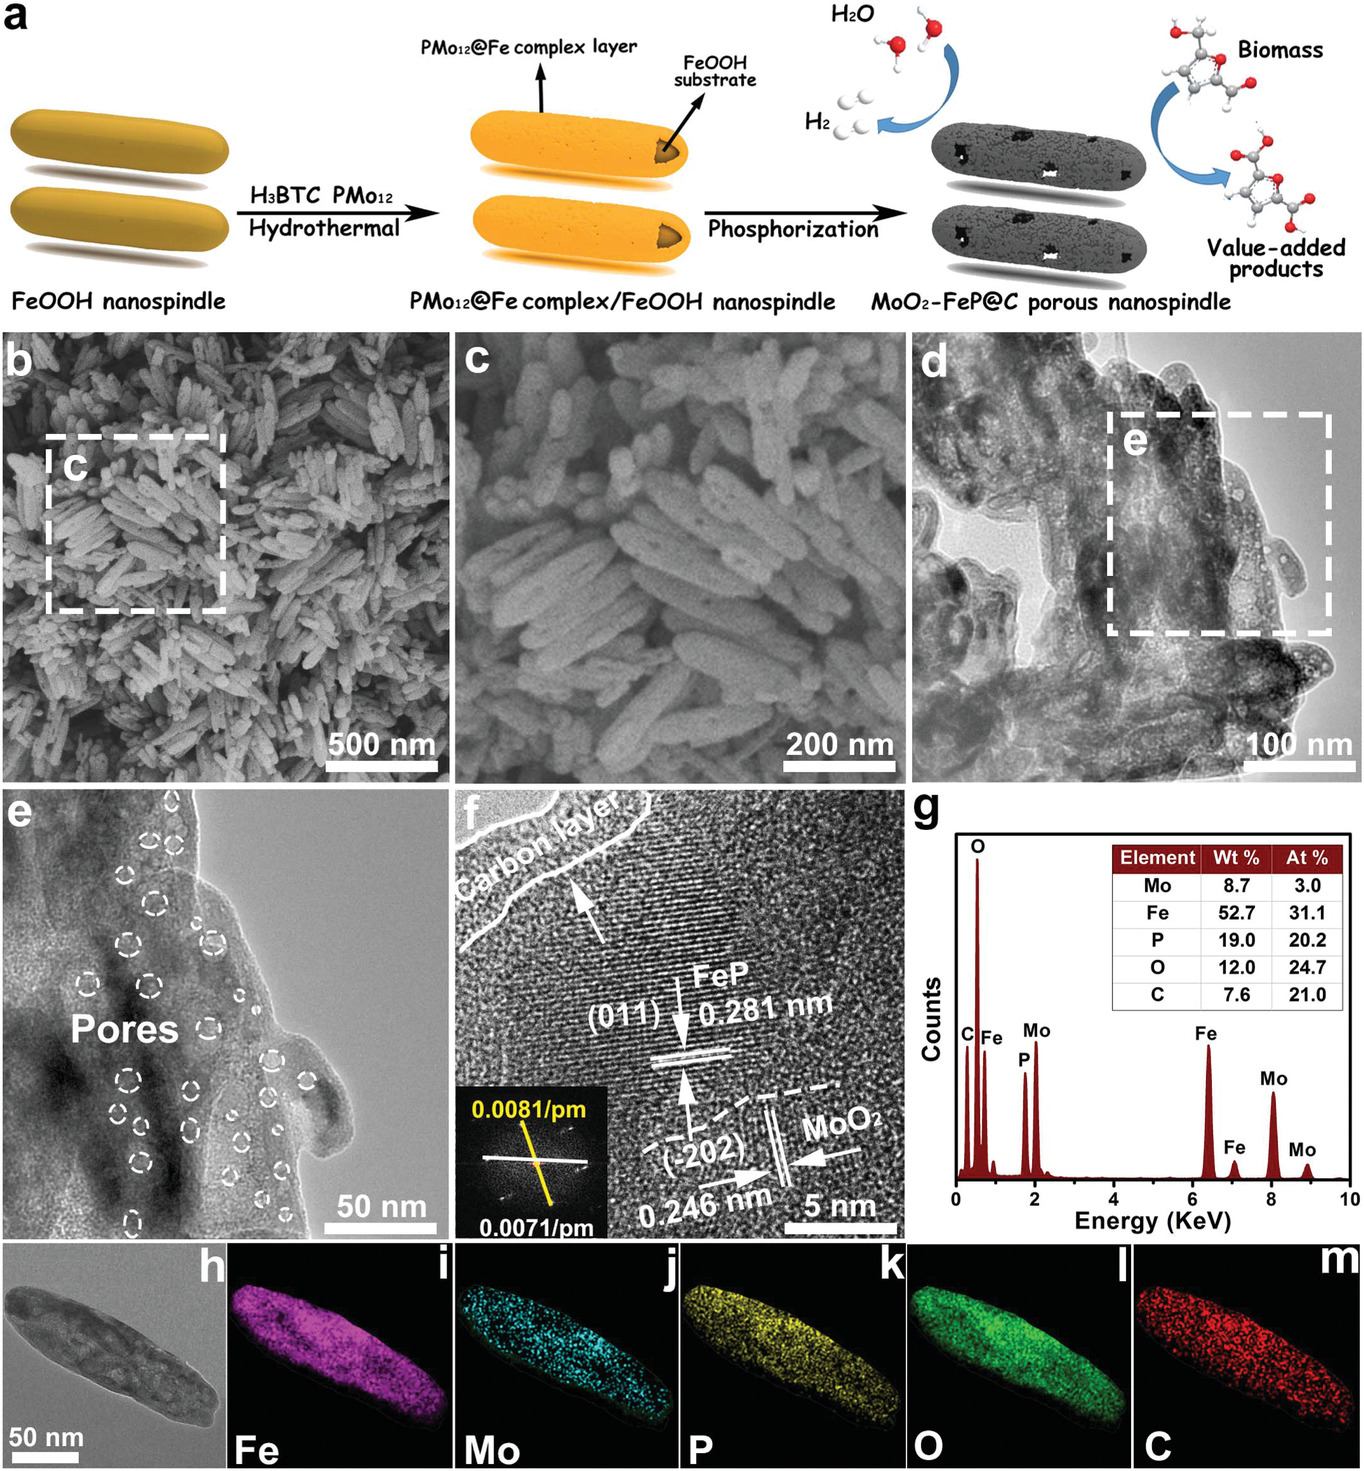 a
PMo12@Fe complex layer
FeOOH
substrate
H2O
H2
Biomass
Value-added
products
H3BTC PMo12
Hydrothermal
Phosphorization
FeOOH nanospindle
PMo12@Fe complex/FeOOH nanospindle
MoO2-FeP@C porous nanospindle
b
c
500 nm
c
200 nm
d
e
100 nm
e
Pores
50 nm
f
Carbon layer
FeP
(011)
0.281 nm
MoO2
(-202)
0.246 nm
0.0081/pm
0.0071/pm
5 nm
g
Element Wt % At %
Mo 8.7 3.0
Fe 52.7 31.1
P 19.0 20.2
O 12.0 24.7
C 7.6 21.0
O
C
Fe
P
Mo
Fe
Fe
Mo
Mo
Counts
0 2 4 6 8 10
Energy (KeV)
h
50 nm
i
Fe
j
Mo
k
P
l
O
m
C